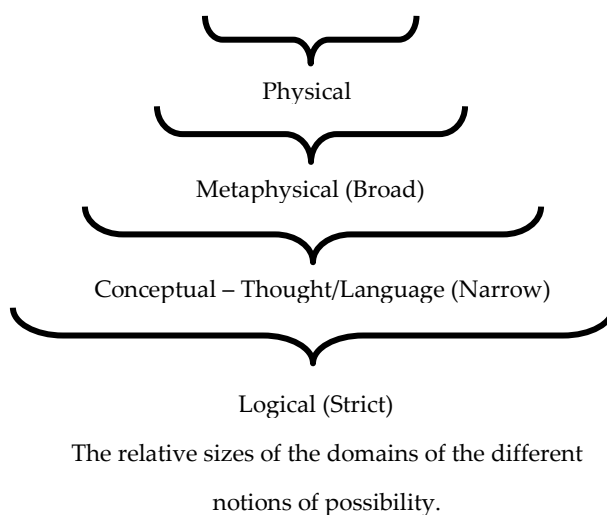 Physical
Metaphysical (Broad)
Conceptual – Thought/Language (Narrow)
Logical (Strict)
The relative sizes of the domains of the different
notions of possibility.